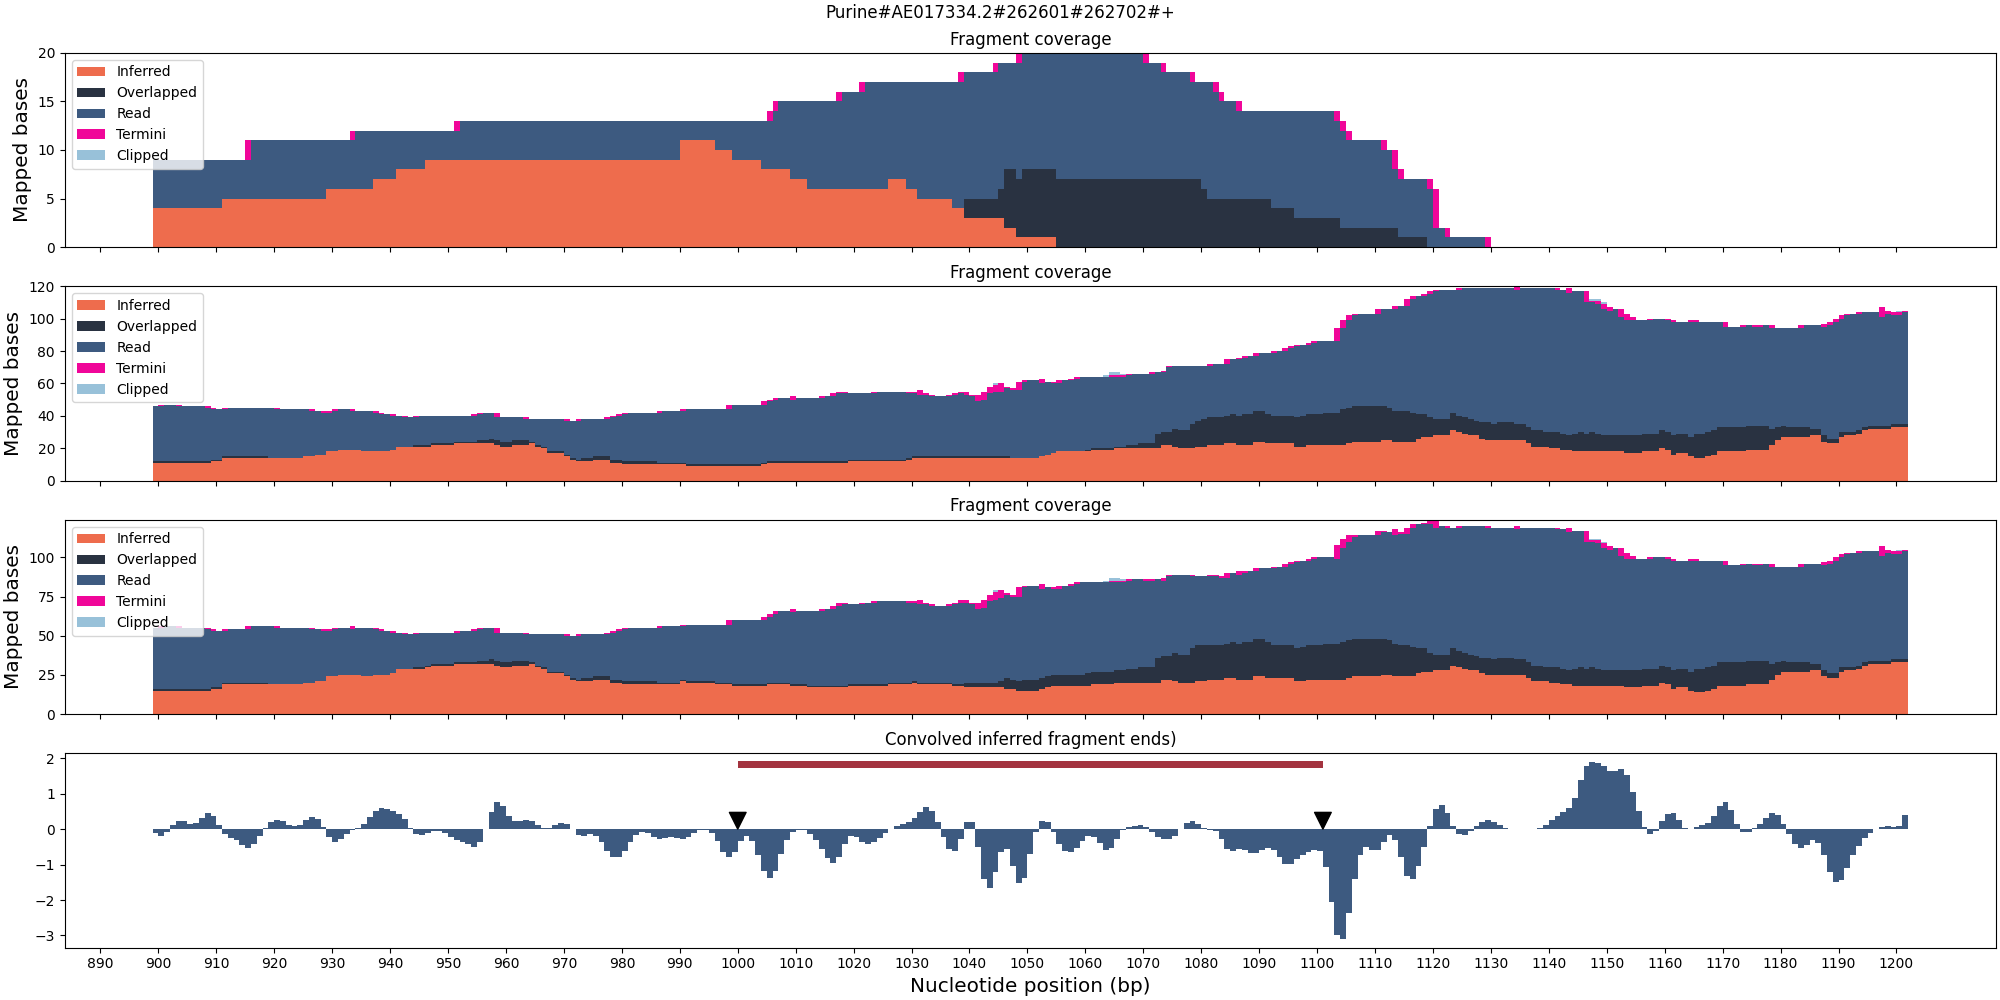 Purine#AE017334.2#262601#262702#+
Fragment coverage
Mapped bases
20
15
10
5
0
Inferred
Overlapped
Read
Termini
Clipped
Fragment coverage
Mapped bases
120
100
80
60
40
20
0
Inferred
Overlapped
Read
Termini
Clipped
Fragment coverage
Mapped bases
100
75
50
25
0
Inferred
Overlapped
Read
Termini
Clipped
Convolved inferred fragment ends)
2
1
0
−1
−2
−3
890 900 910 920 930 940 950 960 970 980 990 1000 1010 1020 1030 1040 1050 1060 1070 1080 1090 1100 1110 1120 1130 1140 1150 1160 1170 1180 1190 1200
Nucleotide position (bp)